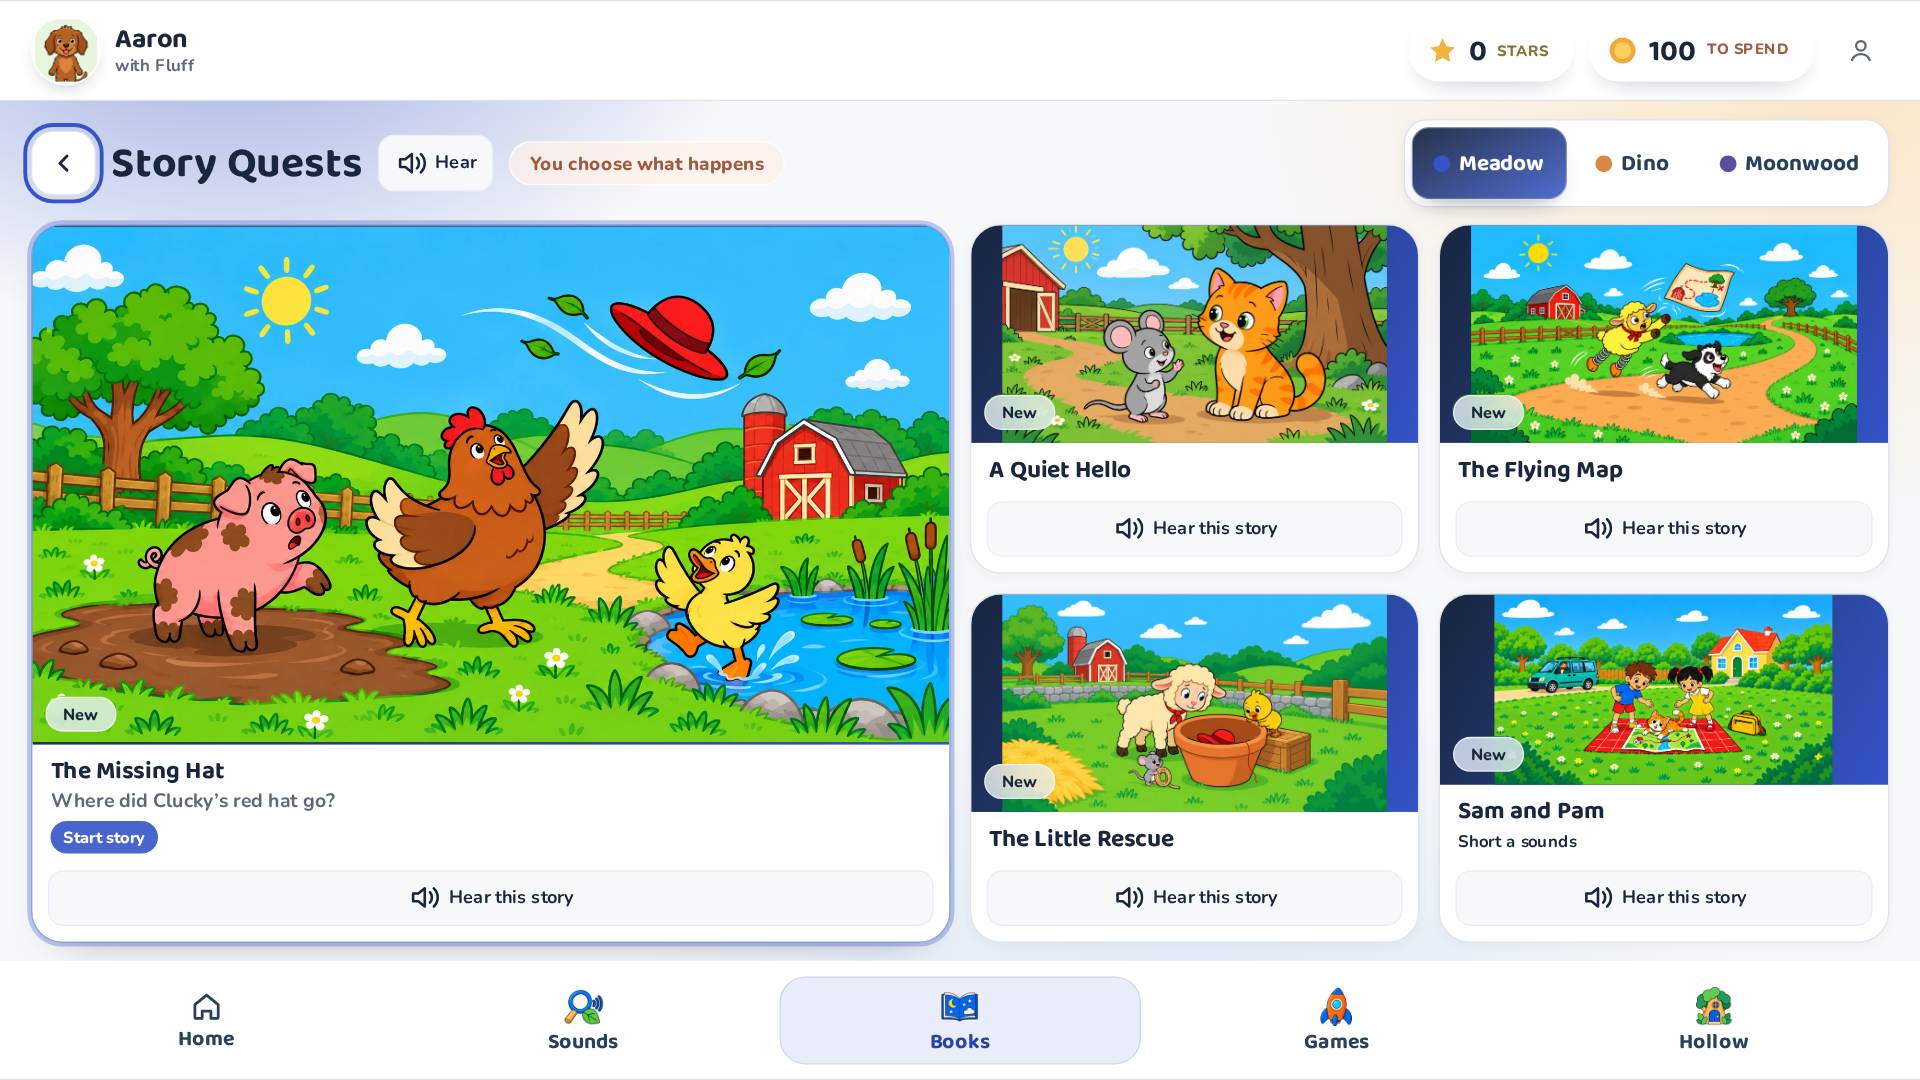 Aaron
with Fluff
0 STARS
100 TO SPEND
Story Quests
Hear
You choose what happens
Meadow
Dino
Moonwood
New
The Missing Hat
Where did Clucky’s red hat go?
Start story
Hear this story
New
A Quiet Hello
Hear this story
New
The Flying Map
Hear this story
New
The Little Rescue
Hear this story
New
Sam and Pam
Short a sounds
Hear this story
Home
Sounds
Books
Games
Hollow